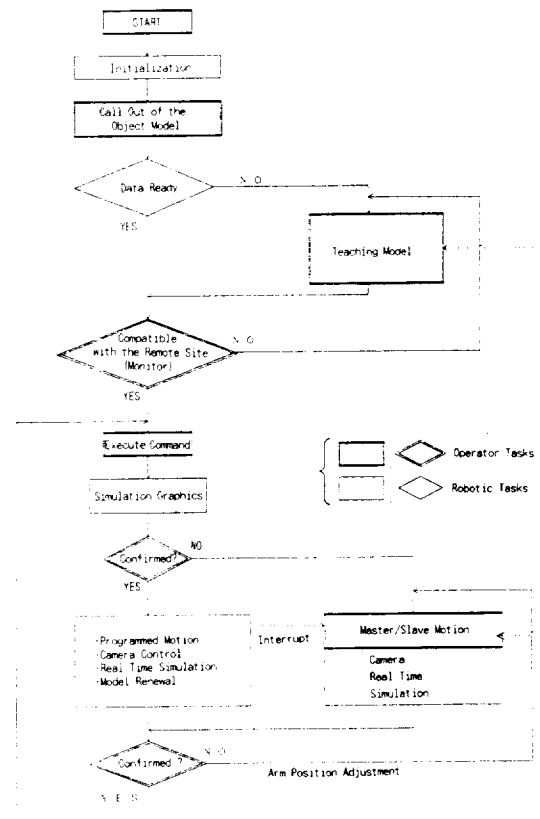 START
Initialization
Call Out of the
Object Model
Data Ready
NO
YES
Teaching Model
Compatible
with the Remote Site
(Monitor)
NO
YES
Execute Command
Simulation Graphics
Operator Tasks
Robotic Tasks
Confirmed?
NO
YES
·Programmed Motion
·Camera Control
·Real Time Simulation
·Model Renewal
Interrupt
Master/Slave Motion
Camera
Real Time
Simulation
Confirmed ?
NO
Arm Position Adjustment
YES